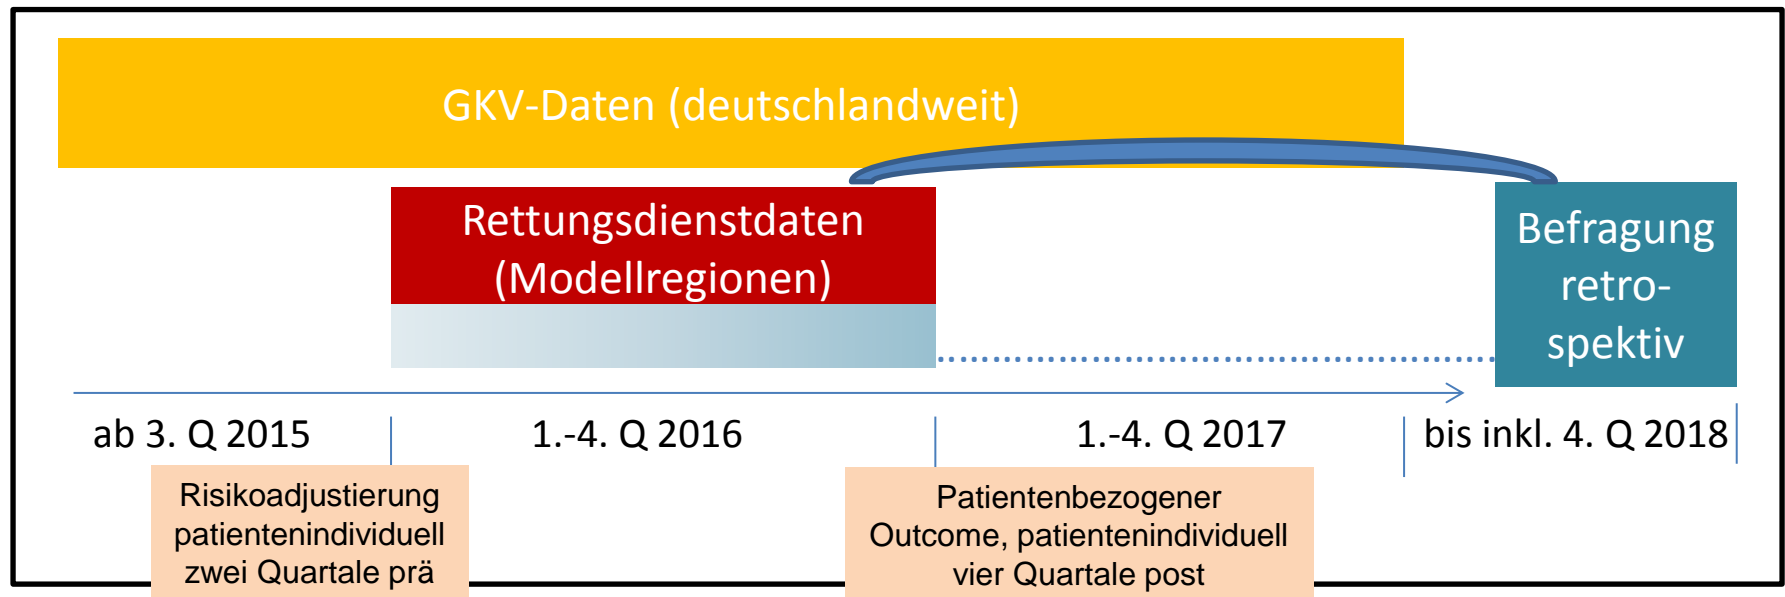 GKV-Daten (deutschlandweit)
Rettungsdienstdaten
(Modellregionen)
Befragung
retro-
spektiv
ab 3. Q 2015
1.-4. Q 2016
1.-4. Q 2017
bis inkl. 4. Q 2018
Risikoadjustierung
patientenindividuell
zwei Quartale prä
Patientenbezogener
Outcome, patientenindividuell
vier Quartale post